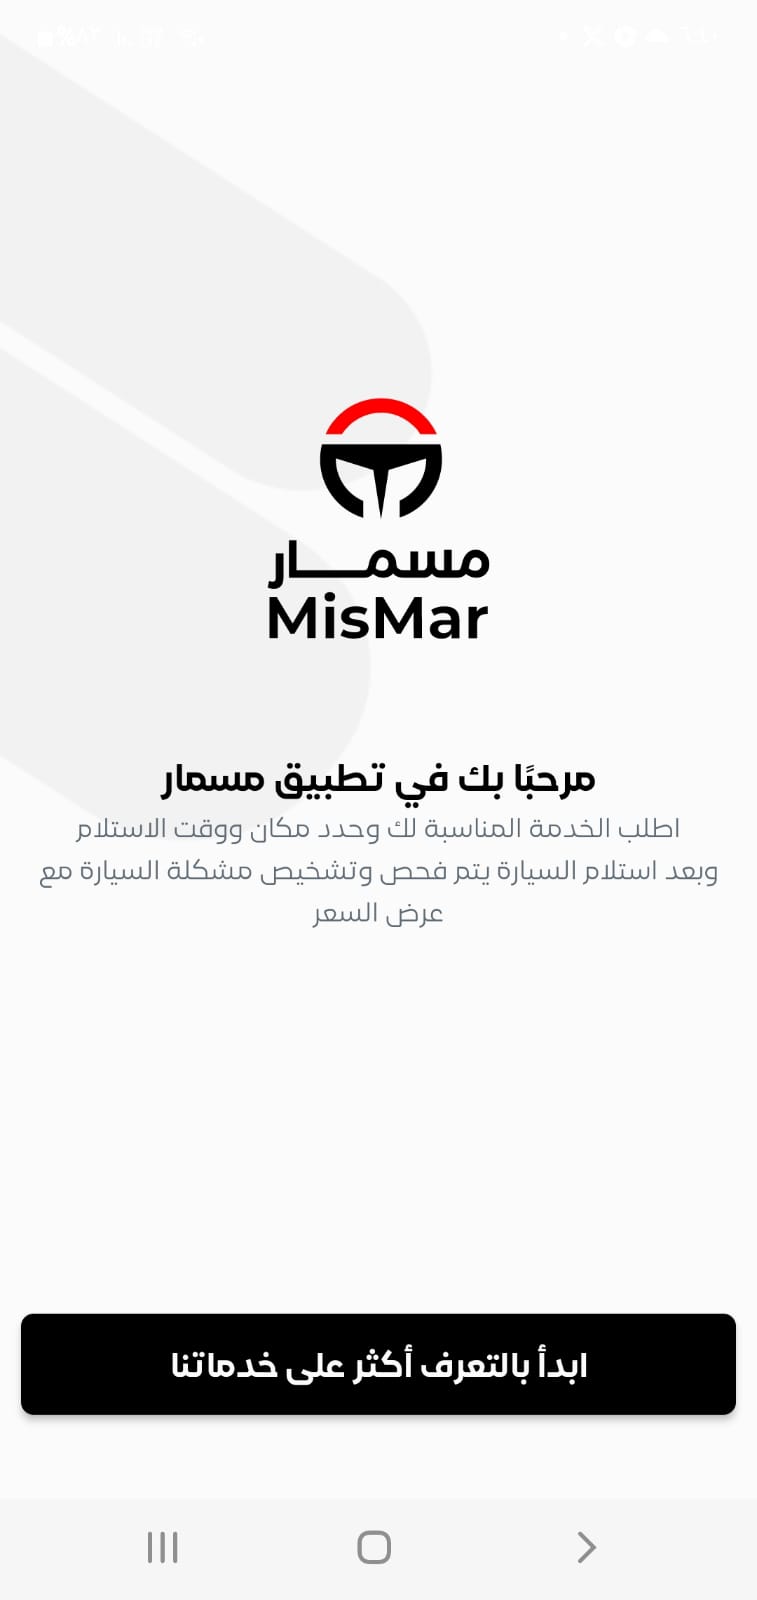 مسمــــار
MisMar
مرحبًا بك في تطبيق مسمار
اطلب الخدمة المناسبة لك وحدد مكان ووقت الاستلام
وبعد استلام السيارة يتم فحص وتشخيص مشكلة السيارة مع
عرض السعر
ابدأ بالتعرف أكثر على خدماتنا